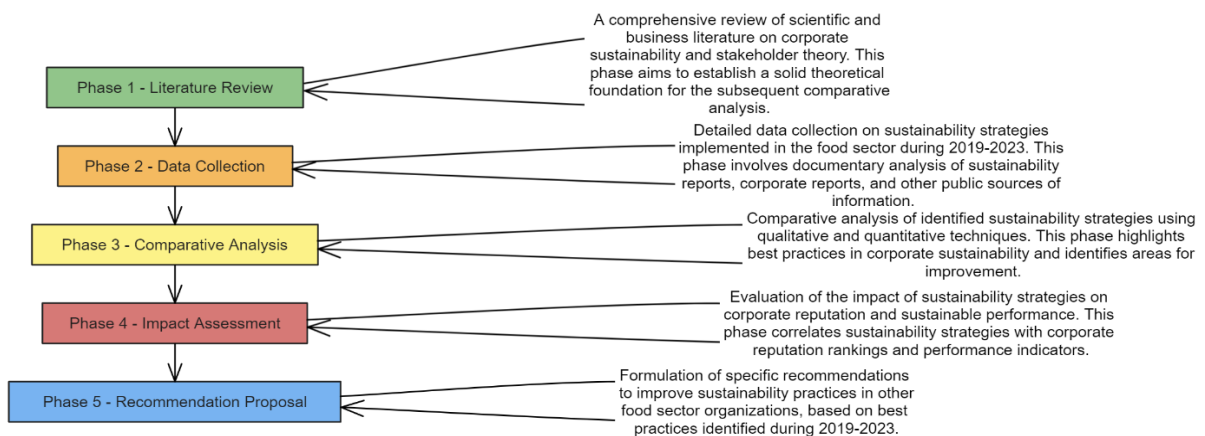 Phase 1 - Literature Review
A comprehensive review of scientific and
business literature on corporate
sustainability and stakeholder theory. This
phase aims to establish a solid theoretical
foundation for the subsequent comparative
analysis.
Phase 2 - Data Collection
Detailed data collection on sustainability strategies
implemented in the food sector during 2019-2023. This
phase involves documentary analysis of sustainability
reports, corporate reports, and other public sources of
information.
Phase 3 - Comparative Analysis
Comparative analysis of identified sustainability strategies using
qualitative and quantitative techniques. This phase highlights
best practices in corporate sustainability and identifies areas for
improvement.
Phase 4 - Impact Assessment
Evaluation of the impact of sustainability strategies on
corporate reputation and sustainable performance. This
phase correlates sustainability strategies with corporate
reputation rankings and performance indicators.
Phase 5 - Recommendation Proposal
Formulation of specific recommendations
to improve sustainability practices in other
food sector organizations, based on best
practices identified during 2019-2023.